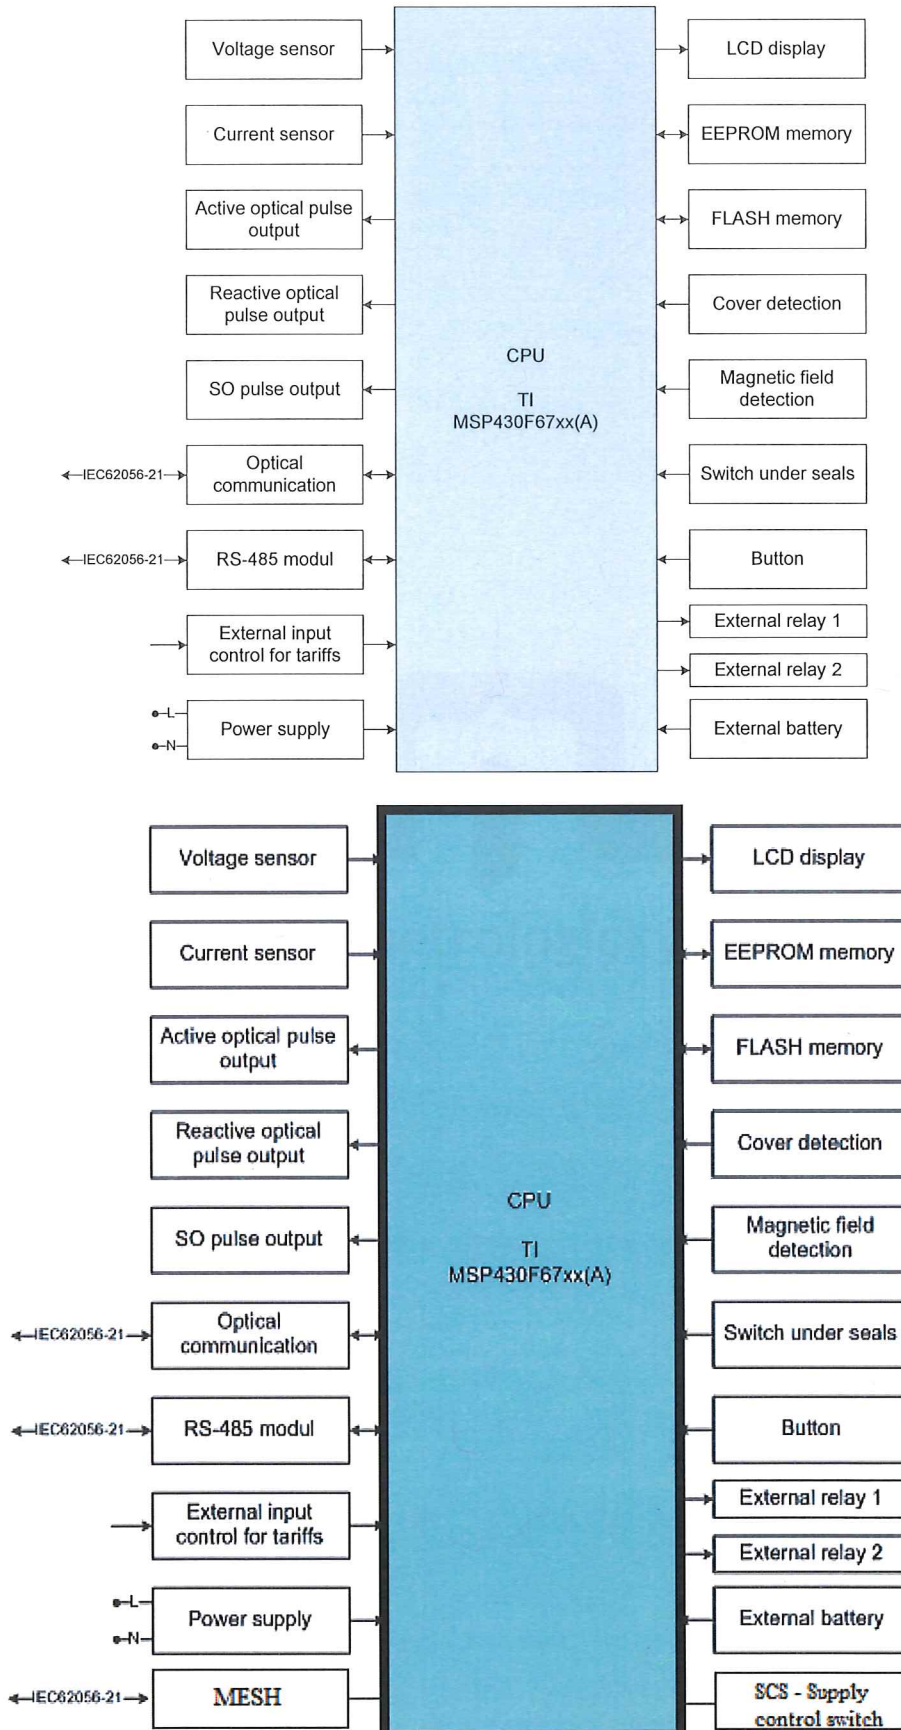 Voltage sensor
LCD display
Current sensor
EEPROM memory
Active optical pulse
output
FLASH memory
Reactive optical
pulse output
Cover detection
CPU
TI
MSP430F67xx(A)
SO pulse output
Magnetic field
detection
IEC62056-21
Optical
communication
Switch under seals
IEC62056-21
RS-485 modul
Button
External input
control for tariffs
External relay 1
External relay 2
L
N
Power supply
External battery
Voltage sensor
LCD display
Current sensor
EEPROM memory
Active optical pulse
output
FLASH memory
Reactive optical
pulse output
Cover detection
CPU
TI
MSP430F67xx(A)
SO pulse output
Magnetic field
detection
IEC62056-21
Optical
communication
Switch under seals
IEC62056-21
RS-485 modul
Button
External input
control for tariffs
External relay 1
External relay 2
L
N
Power supply
External battery
IEC62056-21
MESH
SCS - Supply
control switch